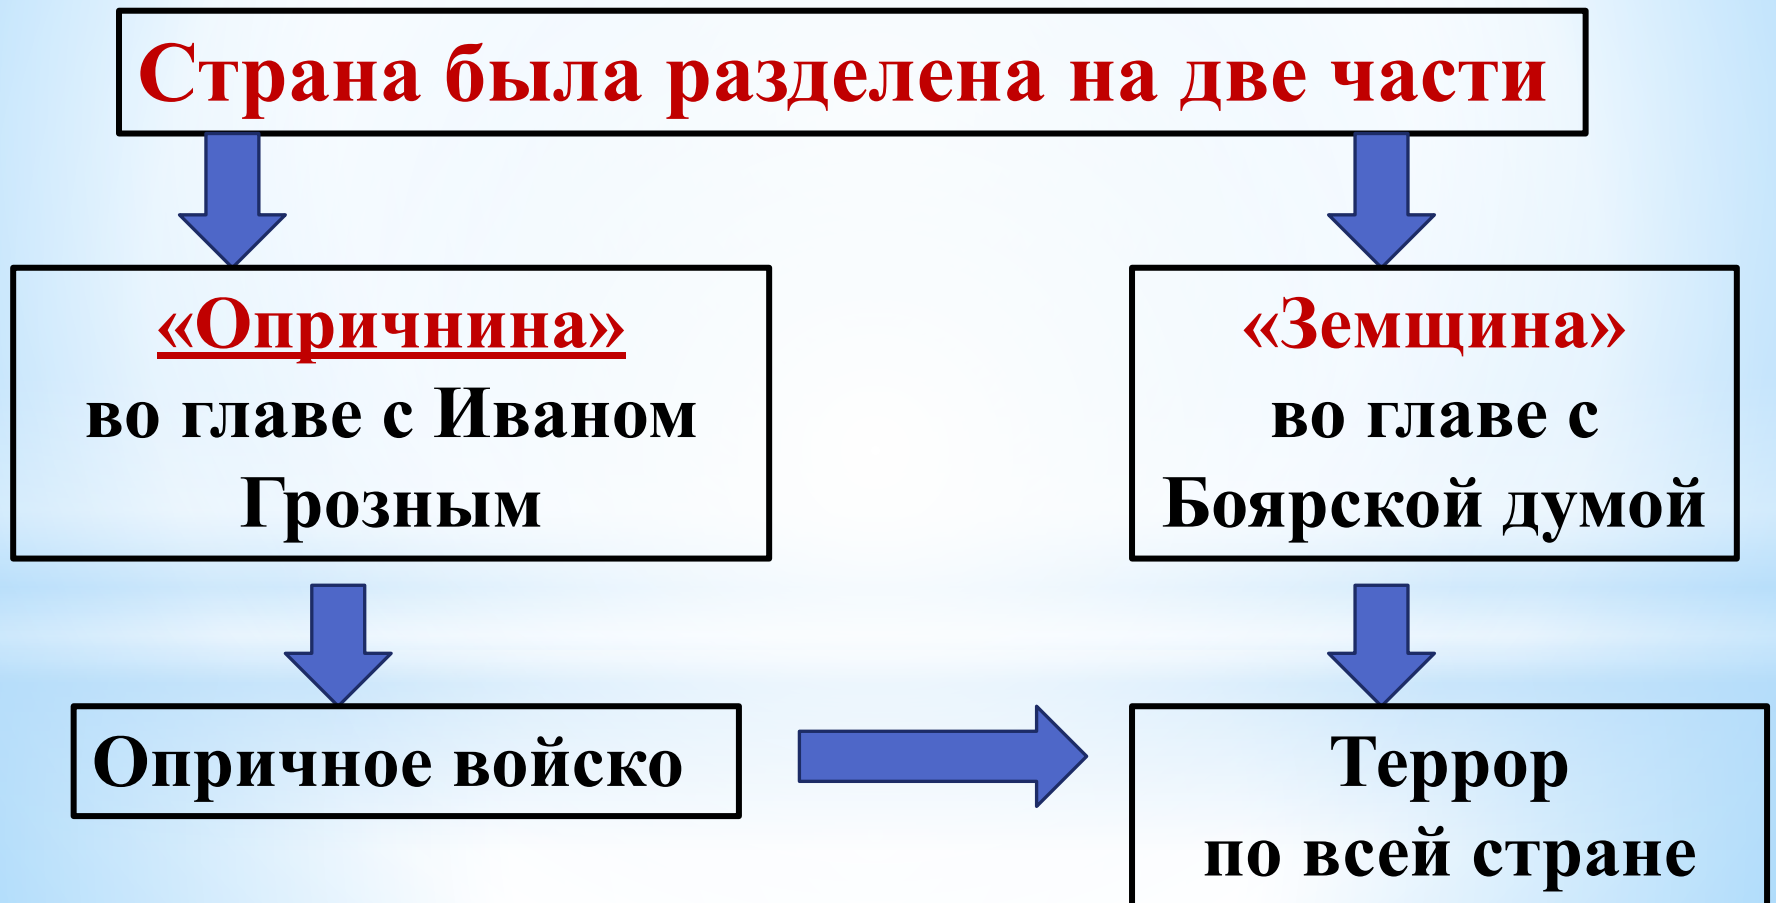 Страна была разделена на две части
«Опричнина»
во главе с Иваном
Грозным
«Земщина»
во главе с
Боярской думой
Опричное войско
Террор
по всей стране